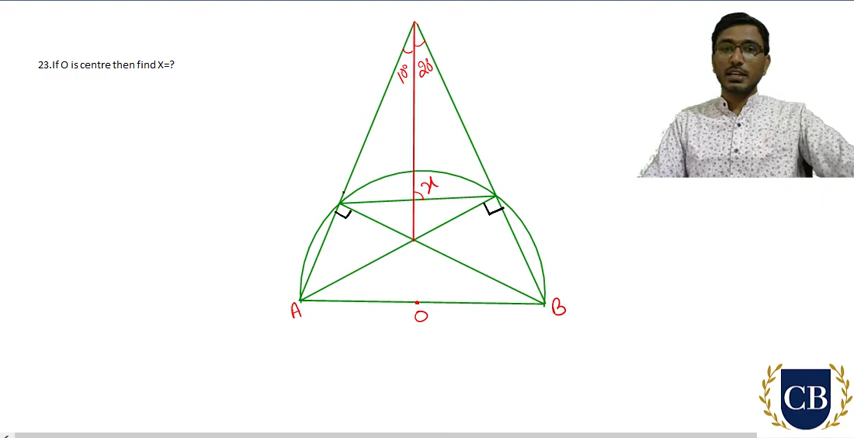 23.If O is centre then find X=?
10° 20°
x
A
B
O
CB